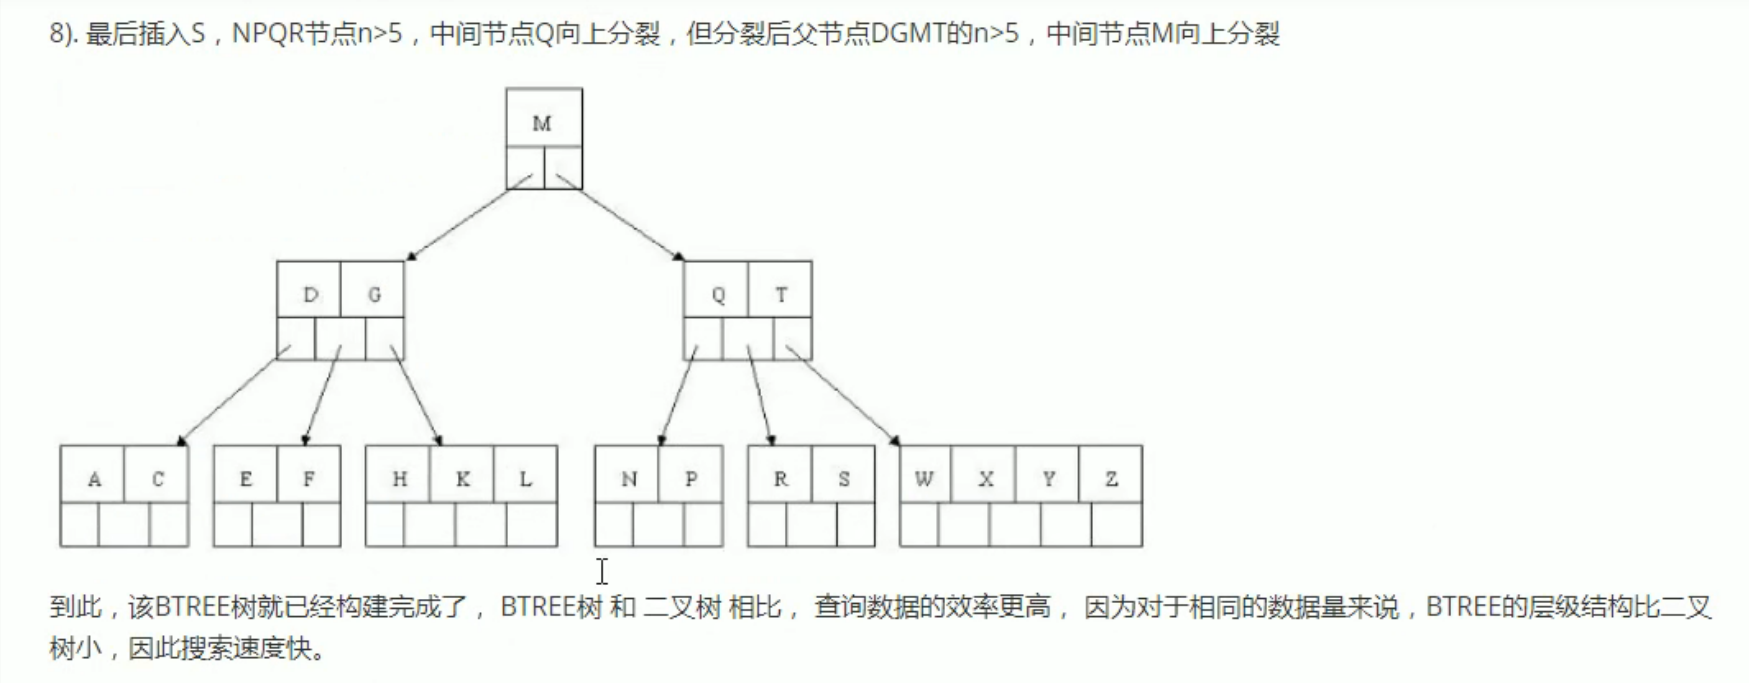 8). 最后插入S，NPQR节点n>5，中间节点Q向上分裂，但分裂后父节点DGMT的n>5，中间节点M向上分裂
M
D G Q T
A C E F H K L N P R S W X Y Z
到此，该BTREE树就已经构建完成了， BTREE树 和 二叉树 相比， 查询数据的效率更高， 因为对于相同的数据量来说，BTREE的层级结构比二叉
树小，因此搜索速度快。